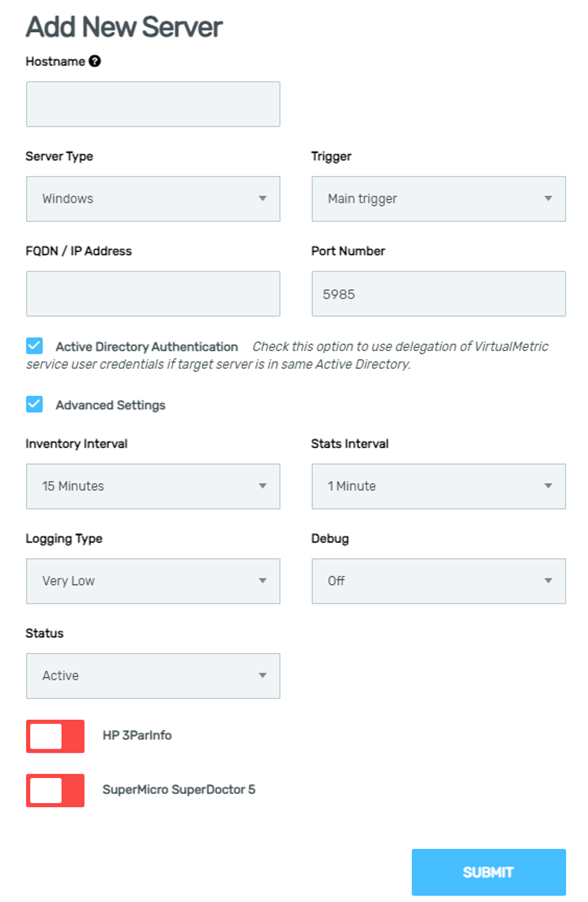 Add New Server
Hostname ?
Server Type
Trigger
Windows
Main trigger
FQDN / IP Address
Port Number
5985
Active Directory Authentication Check this option to use delegation of VirtualMetric
service user credentials if target server is in same Active Directory.
Advanced Settings
Inventory Interval
Stats Interval
15 Minutes
1 Minute
Logging Type
Debug
Very Low
Off
Status
Active
HP 3ParInfo
SuperMicro SuperDoctor 5
SUBMIT